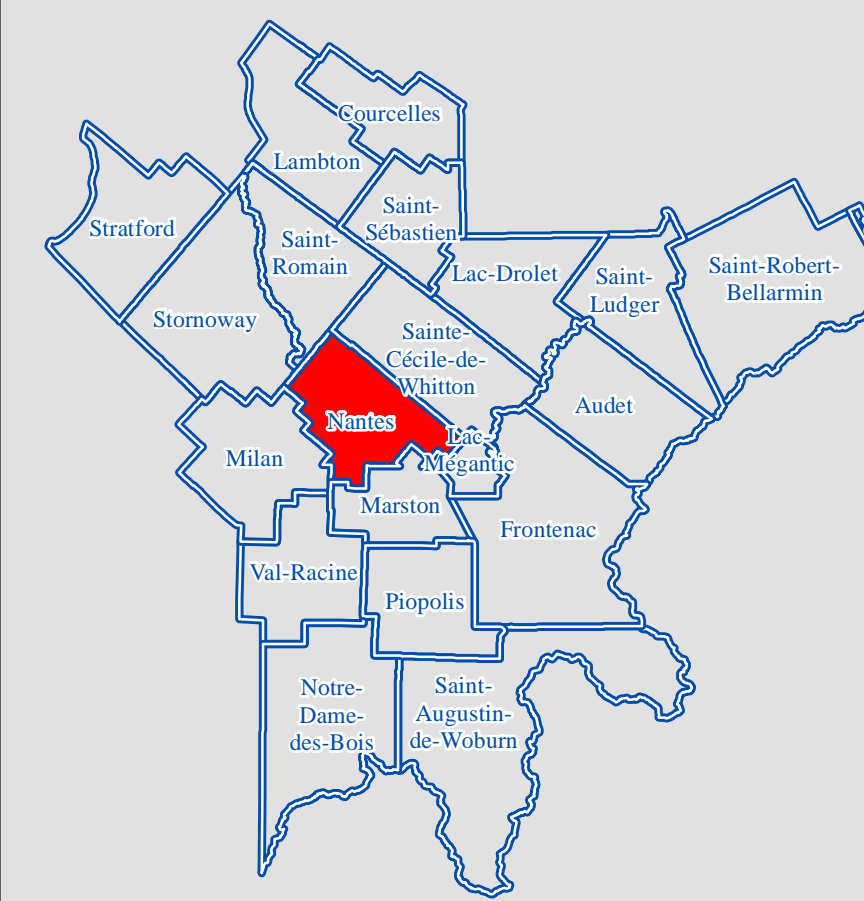 Courcelles
Lambton
Stratford
Saint-
Sébastien
Saint-
Romain
Lac-Drolet
Saint-
Ludger
Saint-Robert-
Bellarmin
Stornoway
Sainte-
Cécile-de-
Whitton
Audet
Nantes
Lac-
Mégantic
Milan
Marston
Frontenac
Val-Racine
Piopolis
Notre-
Dame-
des-Bois
Saint-
Augustin-
de-Woburn